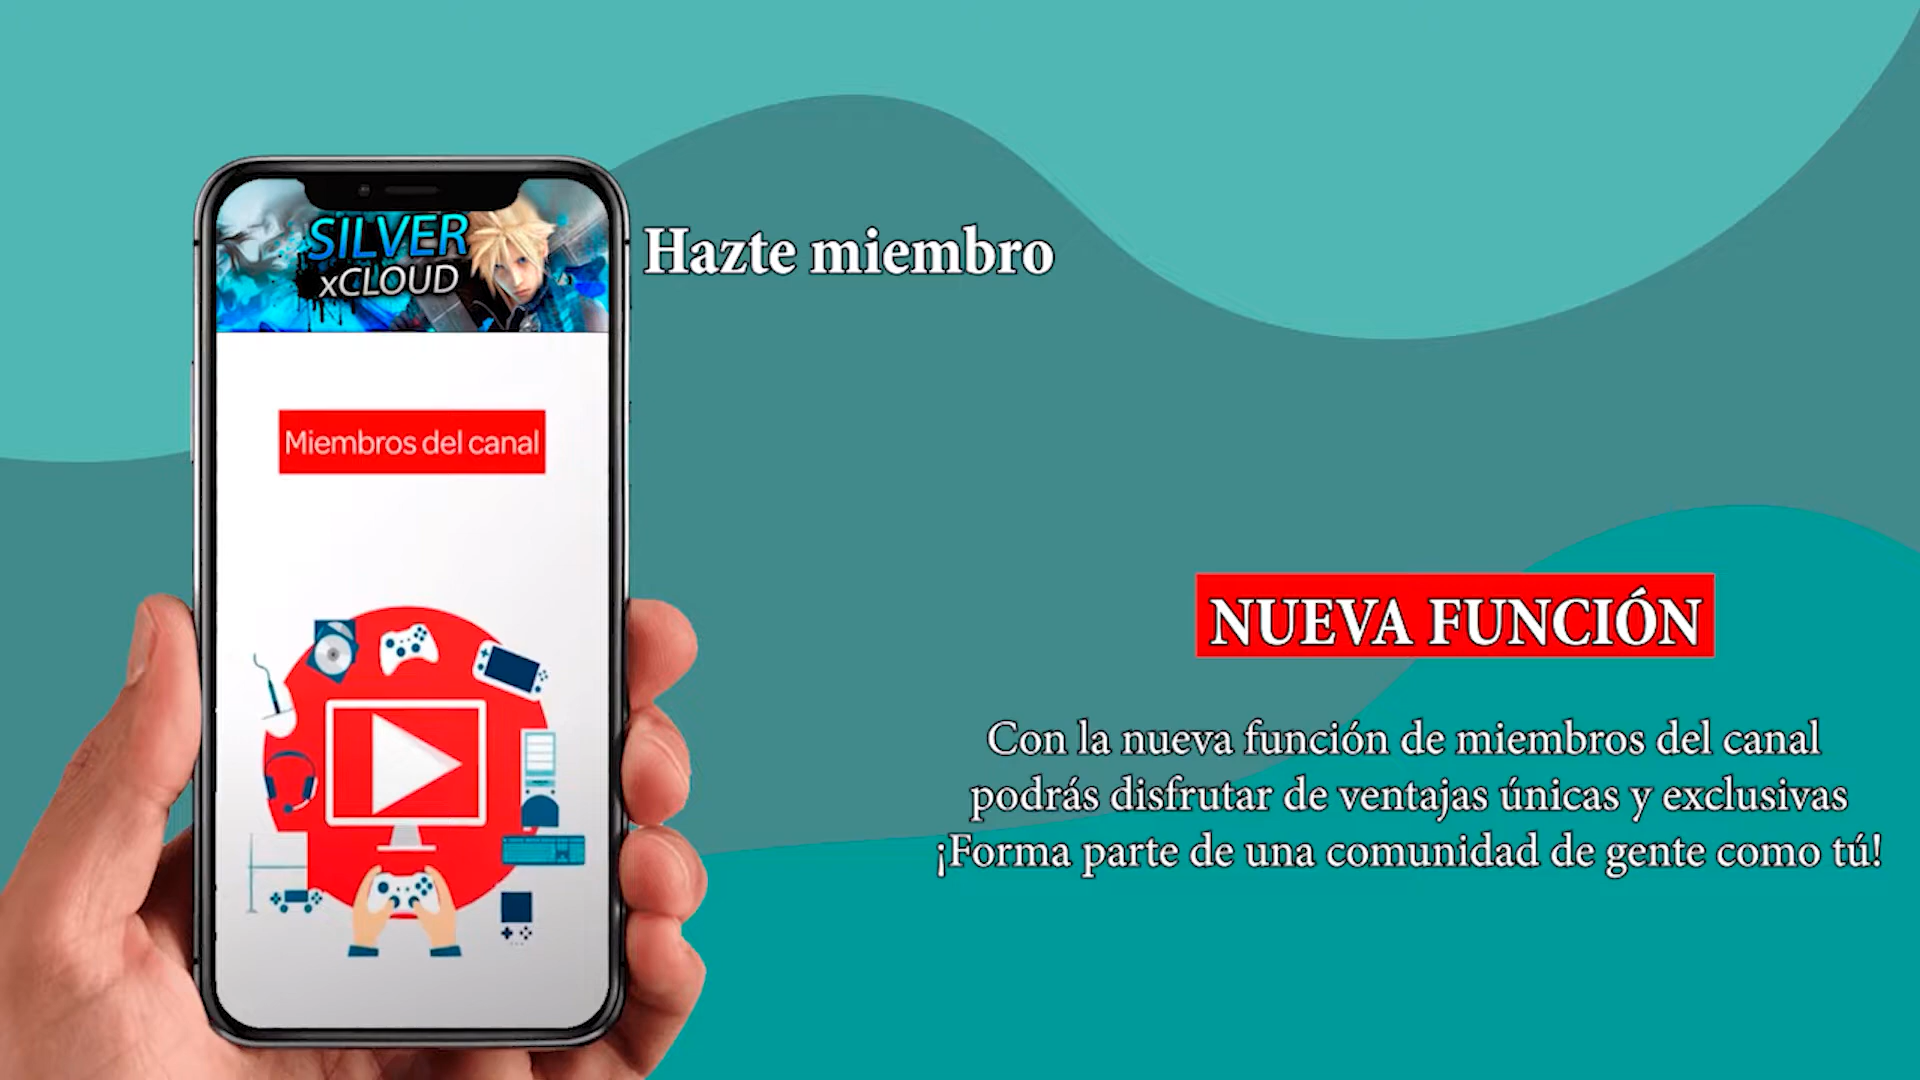 SILVER
xCLOUD
Hazte miembro
Miembros del canal
NUEVA FUNCIÓN
Con la nueva función de miembros del canal
podrás disfrutar de ventajas únicas y exclusivas
¡Forma parte de una comunidad de gente como tú!